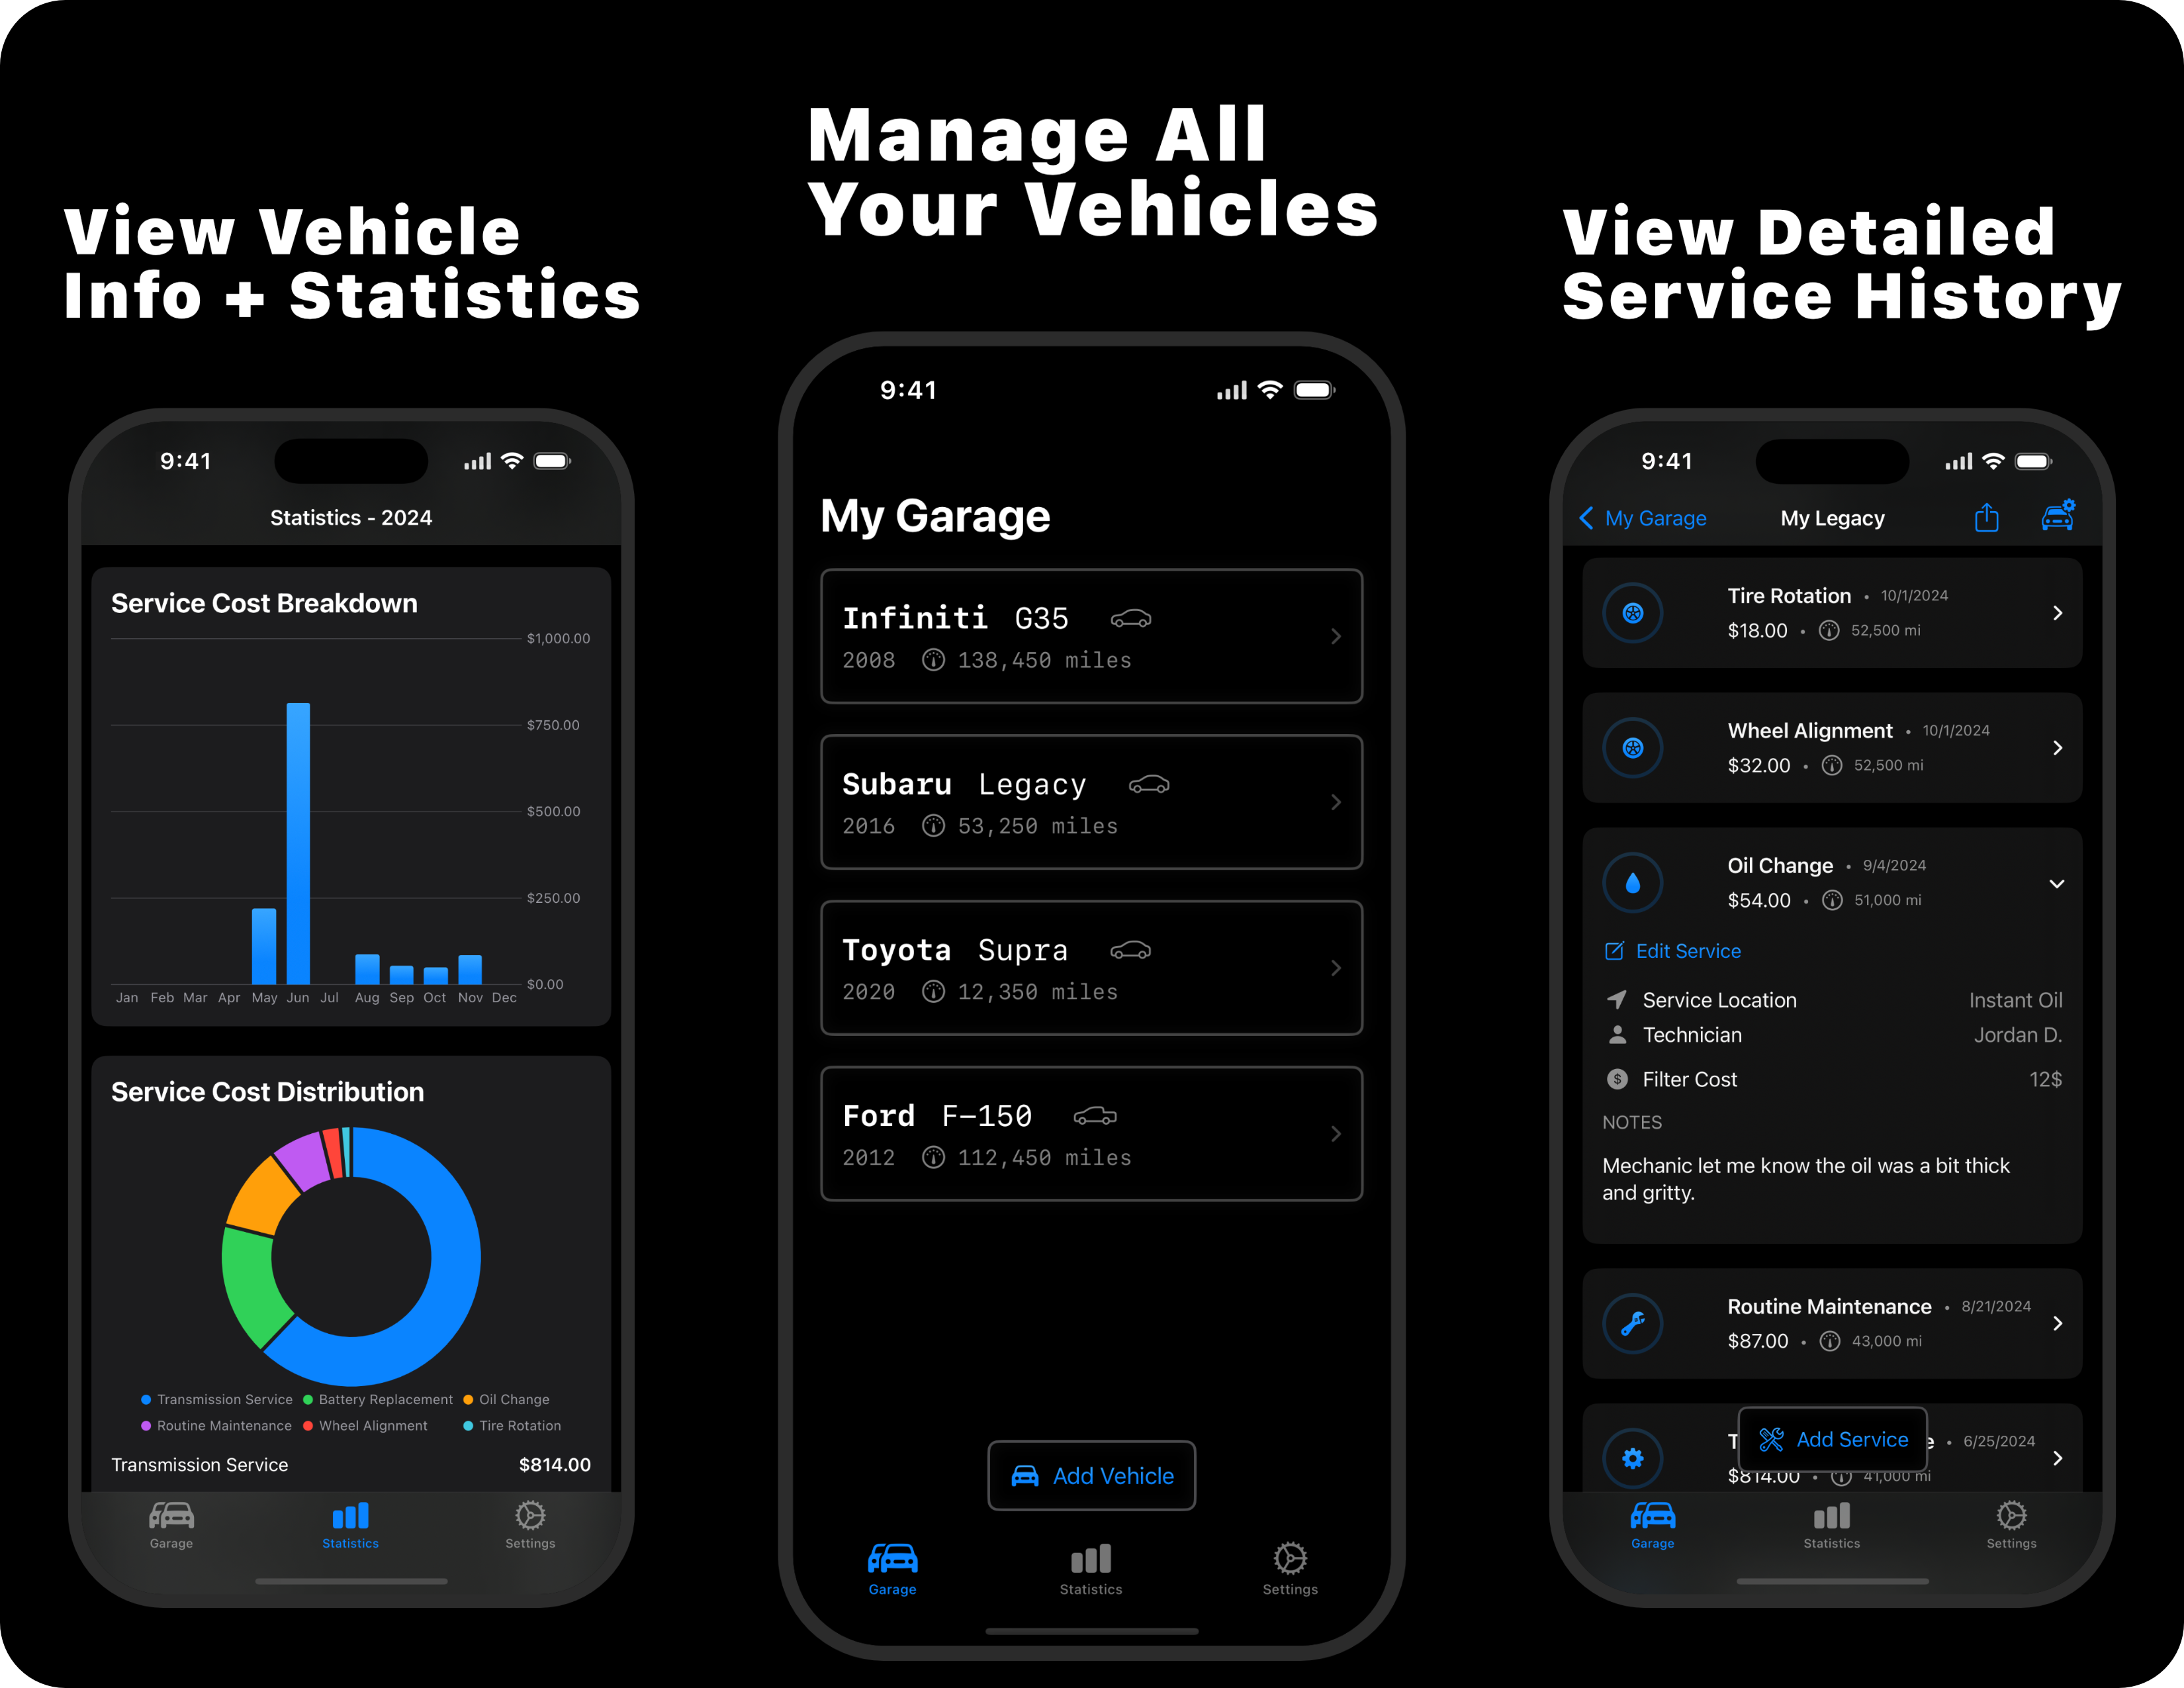 View Vehicle
Info + Statistics
9:41
Statistics - 2024
Service Cost Breakdown
$1,000.00
$750.00
$500.00
$250.00
$0.00
Jan Feb Mar Apr May Jun Jul Aug Sep Oct Nov Dec
Service Cost Distribution
Transmission Service Battery Replacement Oil Change
Routine Maintenance Wheel Alignment Tire Rotation
Transmission Service $814.00
Garage Statistics Settings
Manage All
Your Vehicles
9:41
My Garage
Infiniti G35
2008 138,450 miles
Subaru Legacy
2016 53,250 miles
Toyota Supra
2020 12,350 miles
Ford F-150
2012 112,450 miles
Add Vehicle
Garage Statistics Settings
View Detailed
Service History
9:41
My Garage My Legacy
Tire Rotation • 10/1/2024
$18.00 • 52,500 mi
Wheel Alignment • 10/1/2024
$32.00 • 52,500 mi
Oil Change • 9/4/2024
$54.00 • 51,000 mi
Edit Service
Service Location Instant Oil
Technician Jordan D.
Filter Cost 12$
NOTES
Mechanic let me know the oil was a bit thick
and gritty.
Routine Maintenance • 8/21/2024
$87.00 • 43,000 mi
T e • 6/25/2024
Add Service
$814.00 • 41,000 mi
Garage Statistics Settings